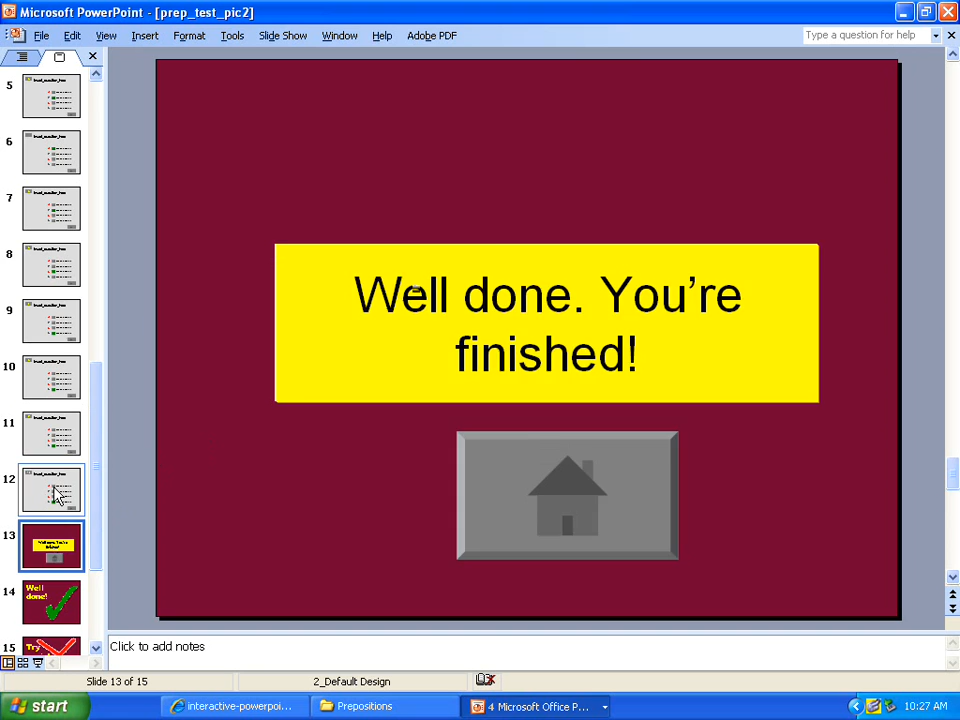 Microsoft PowerPoint - [prep_test_pic2]
File Edit View Insert Format Tools Slide Show Window Help Adobe PDF
Type a question for help
5
6
7
8
9
10
11
12
13
14
15
Well done!
Try
Well done. You're
finished!
Click to add notes
Slide 13 of 15
2_Default Design
start
interactive-powerpoi...
Prepositions
4 Microsoft Office P...
10:27 AM